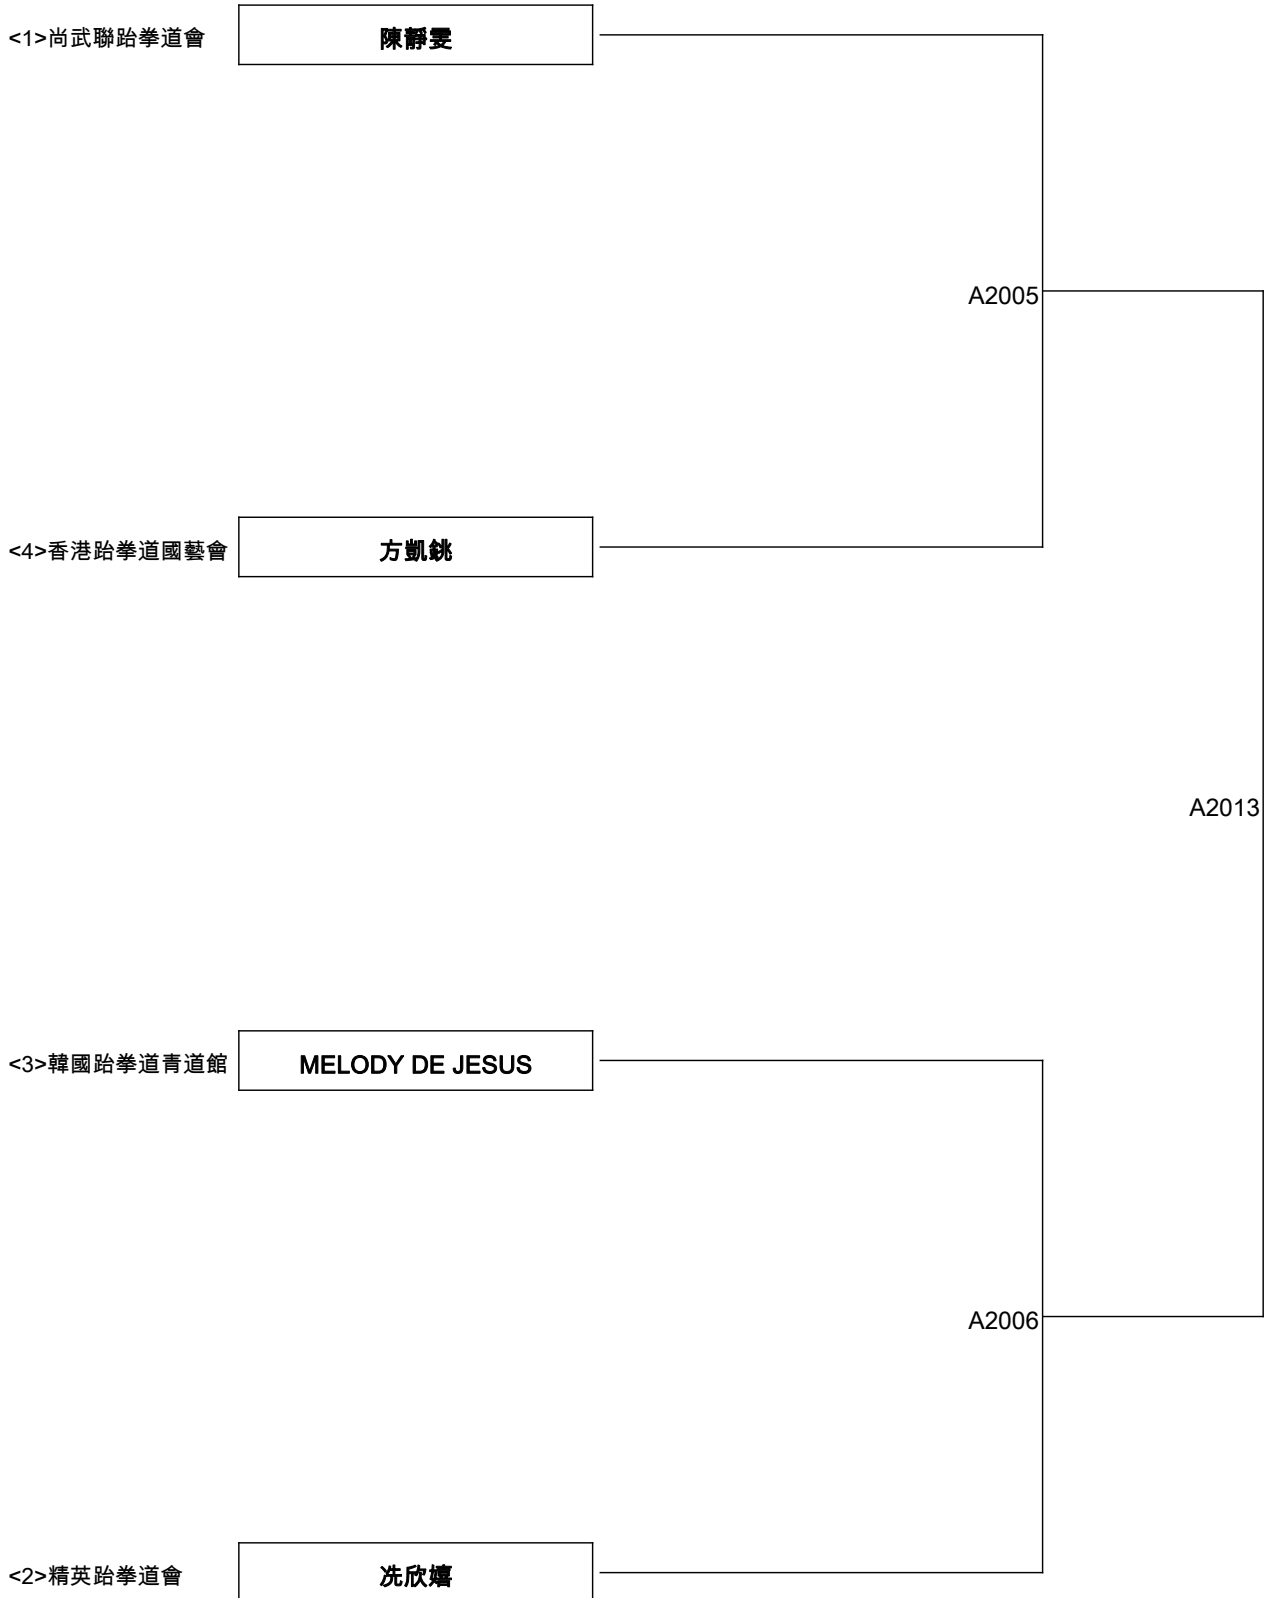 <1>尚武聯跆拳道會 陳靜雯
A2005
<4>香港跆拳道國藝會 方凱銚
A2013
<3>韓國跆拳道青道館 MELODY DE JESUS
A2006
<2>精英跆拳道會 冼欣嬉